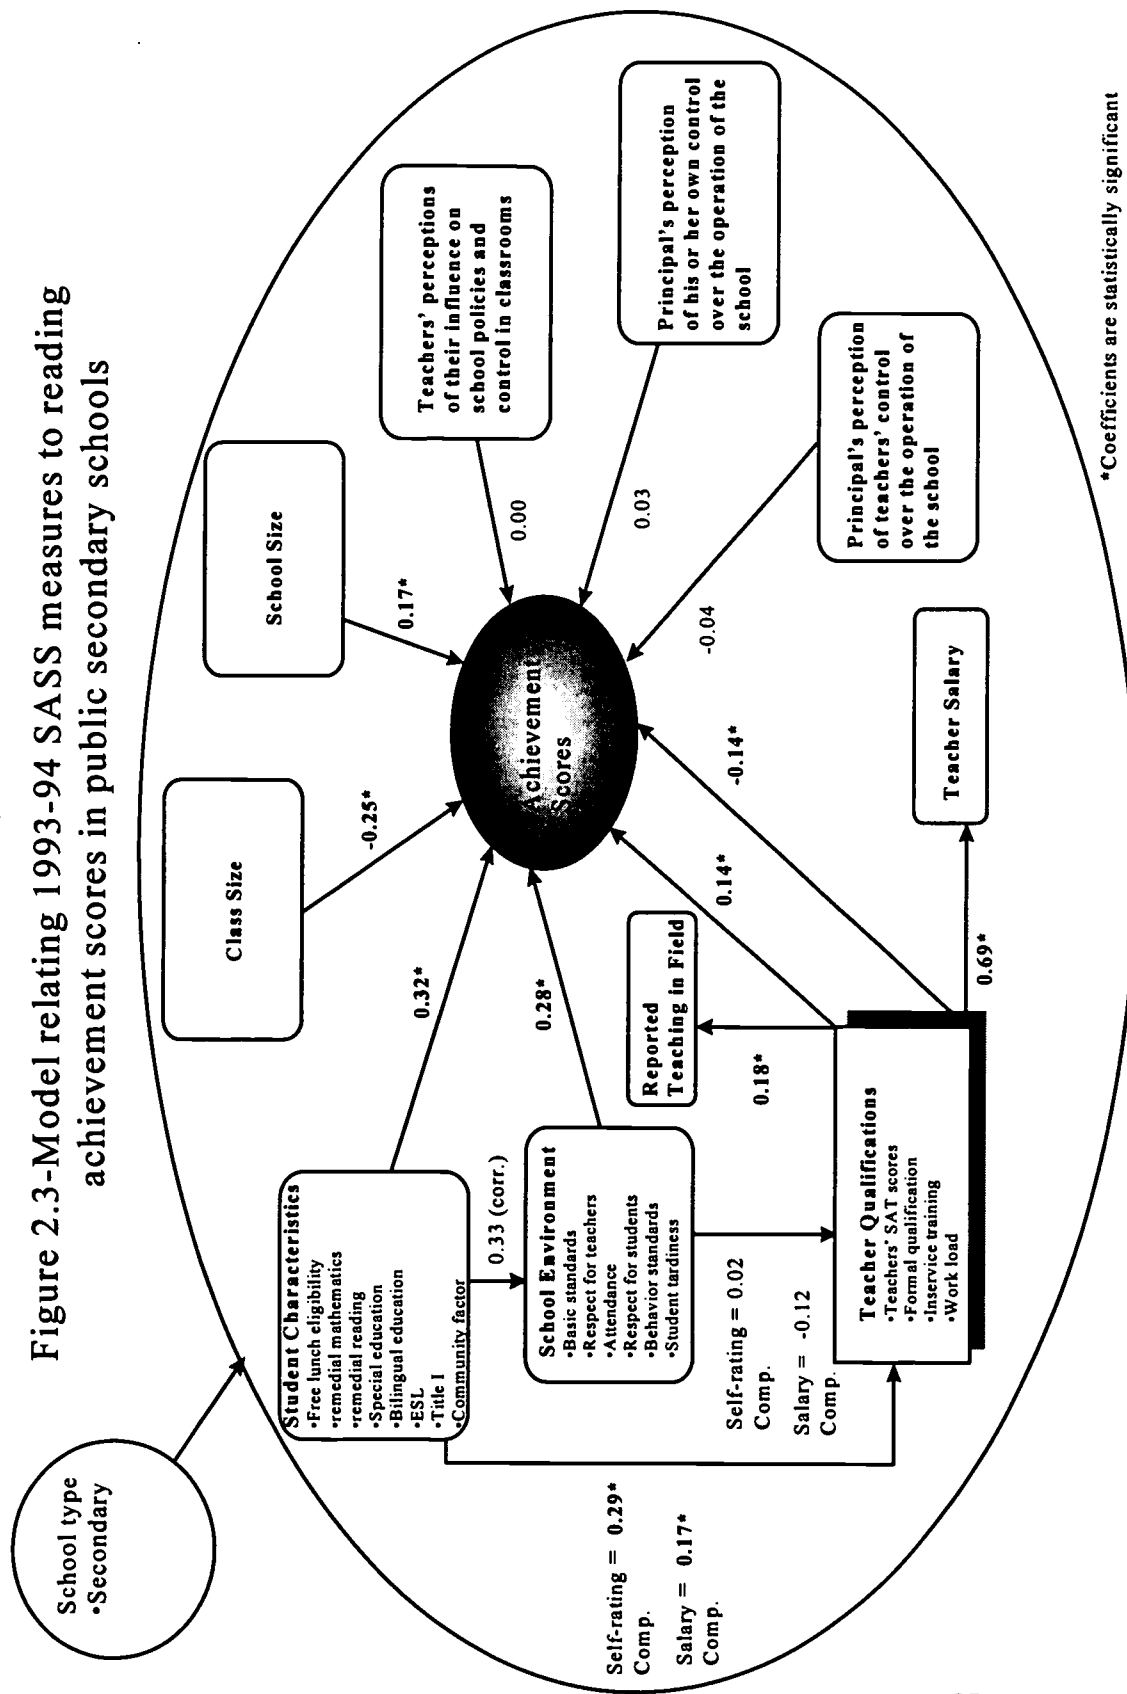 Figure 2.3-Model relating 1993-94 SASS measures to reading
achievement scores in public secondary schools
School type
•Secondary
Class Size
School Size
-0.25*
0.17*
Student Characteristics
•Free lunch eligibility
•remedial mathematics
•remedial reading
•Special education
•Bilingual education
•ESL
•Title I
•Community factor
0.32*
Achievement
Scores
Teachers' perceptions
of their influence on
school policies and
control in classrooms
0.00
0.33 (corr.)
School Environment
•Basic standards
•Respect for teachers
•Attendance
•Respect for students
•Behavior standards
•Student tardiness
0.28*
Principal's perception
of his or her own control
over the operation of the
school
0.03
Reported
Teaching in Field
0.18*
0.14*
-0.14*
-0.04
Principal's perception
of teachers' control
over the operation of
the school
Self-rating = 0.29*
Comp.
Salary = 0.17*
Comp.
Self-rating = 0.02
Comp.
Salary = -0.12
Comp.
Teacher Qualifications
•Teachers' SAT scores
•Formal qualification
•Inservice training
•Work load
0.69*
Teacher Salary
*Coefficients are statistically significant